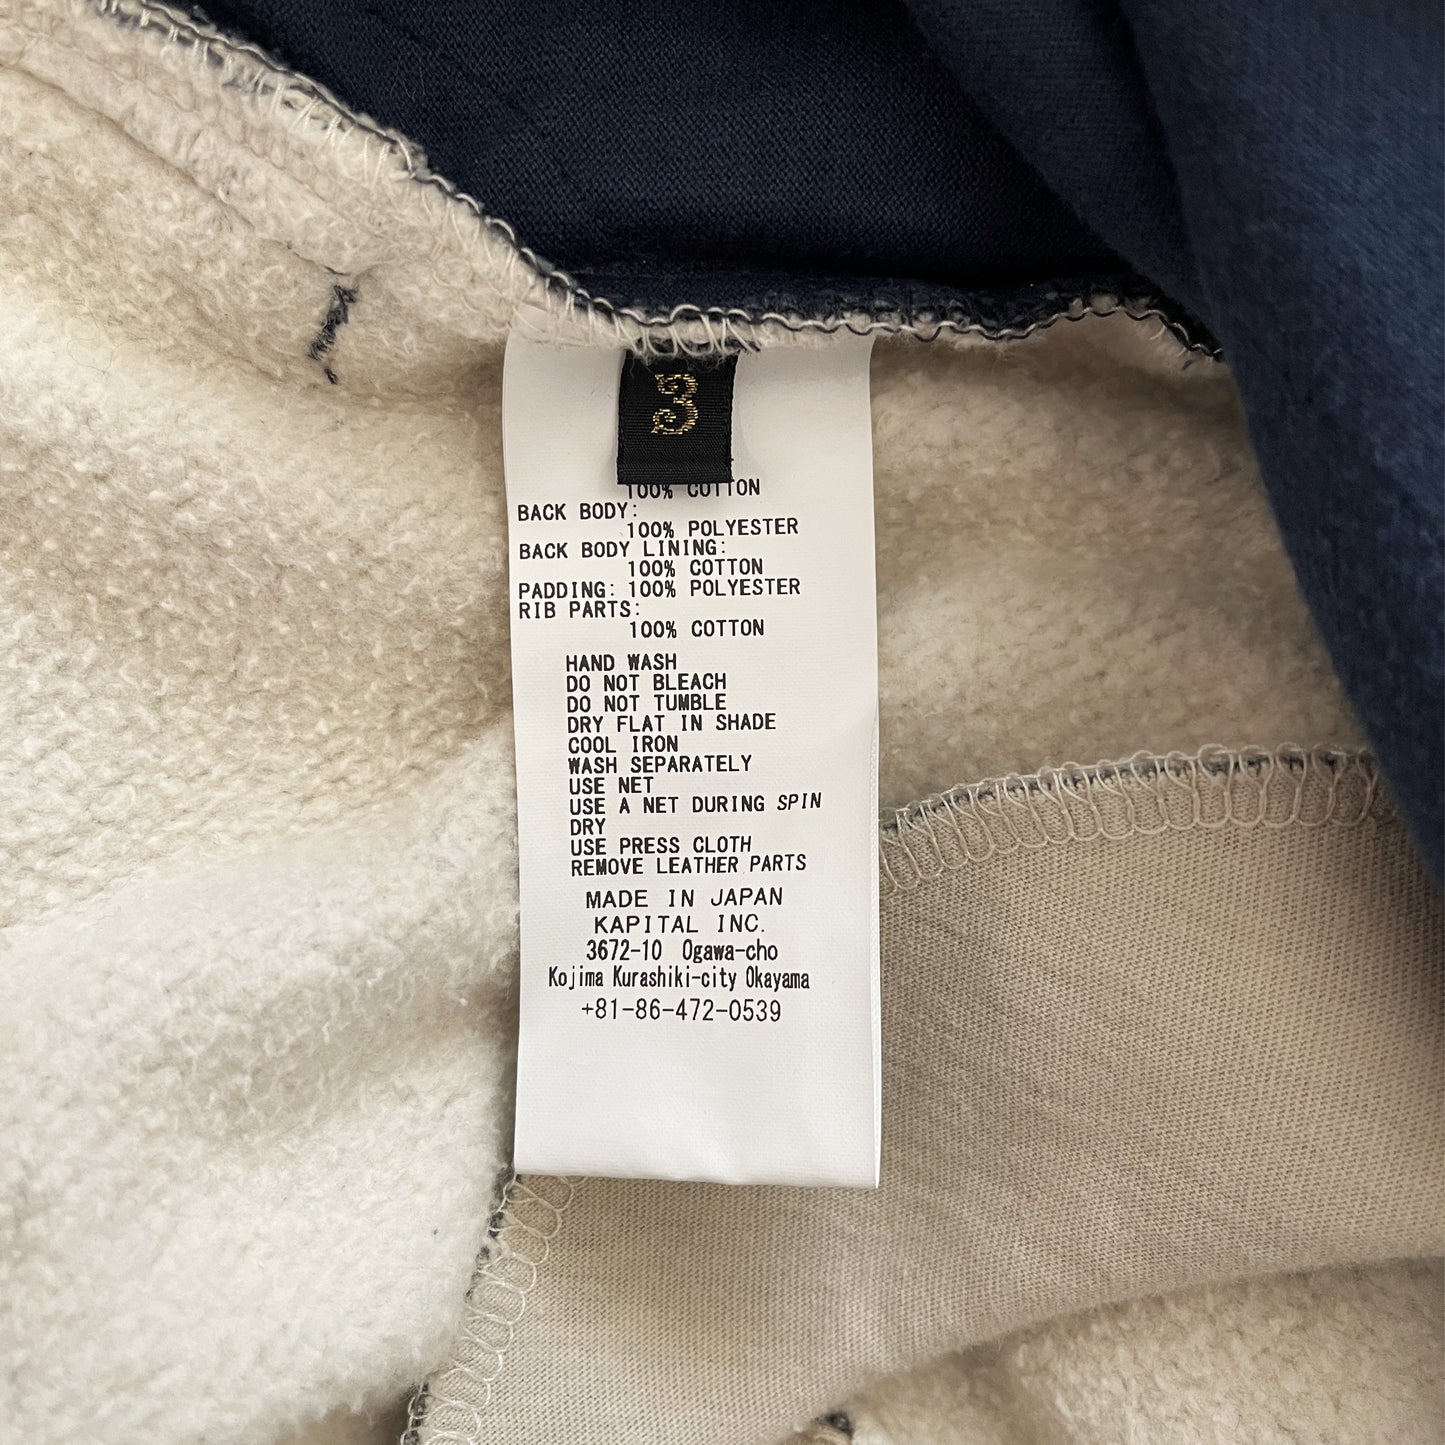 3
100% COTTON
BACK BODY:
100% POLYESTER
BACK BODY LINING:
100% COTTON
PADDING: 100% POLYESTER
RIB PARTS:
100% COTTON
HAND WASH
DO NOT BLEACH
DO NOT TUMBLE
DRY FLAT IN SHADE
COOL IRON
WASH SEPARATELY
USE NET
USE A NET DURING SPIN
DRY
USE PRESS CLOTH
REMOVE LEATHER PARTS
MADE IN JAPAN
KAPITAL INC.
3672-10 Ogawa-cho
Kojima Kurashiki-city Okayama
+81-86-472-0539